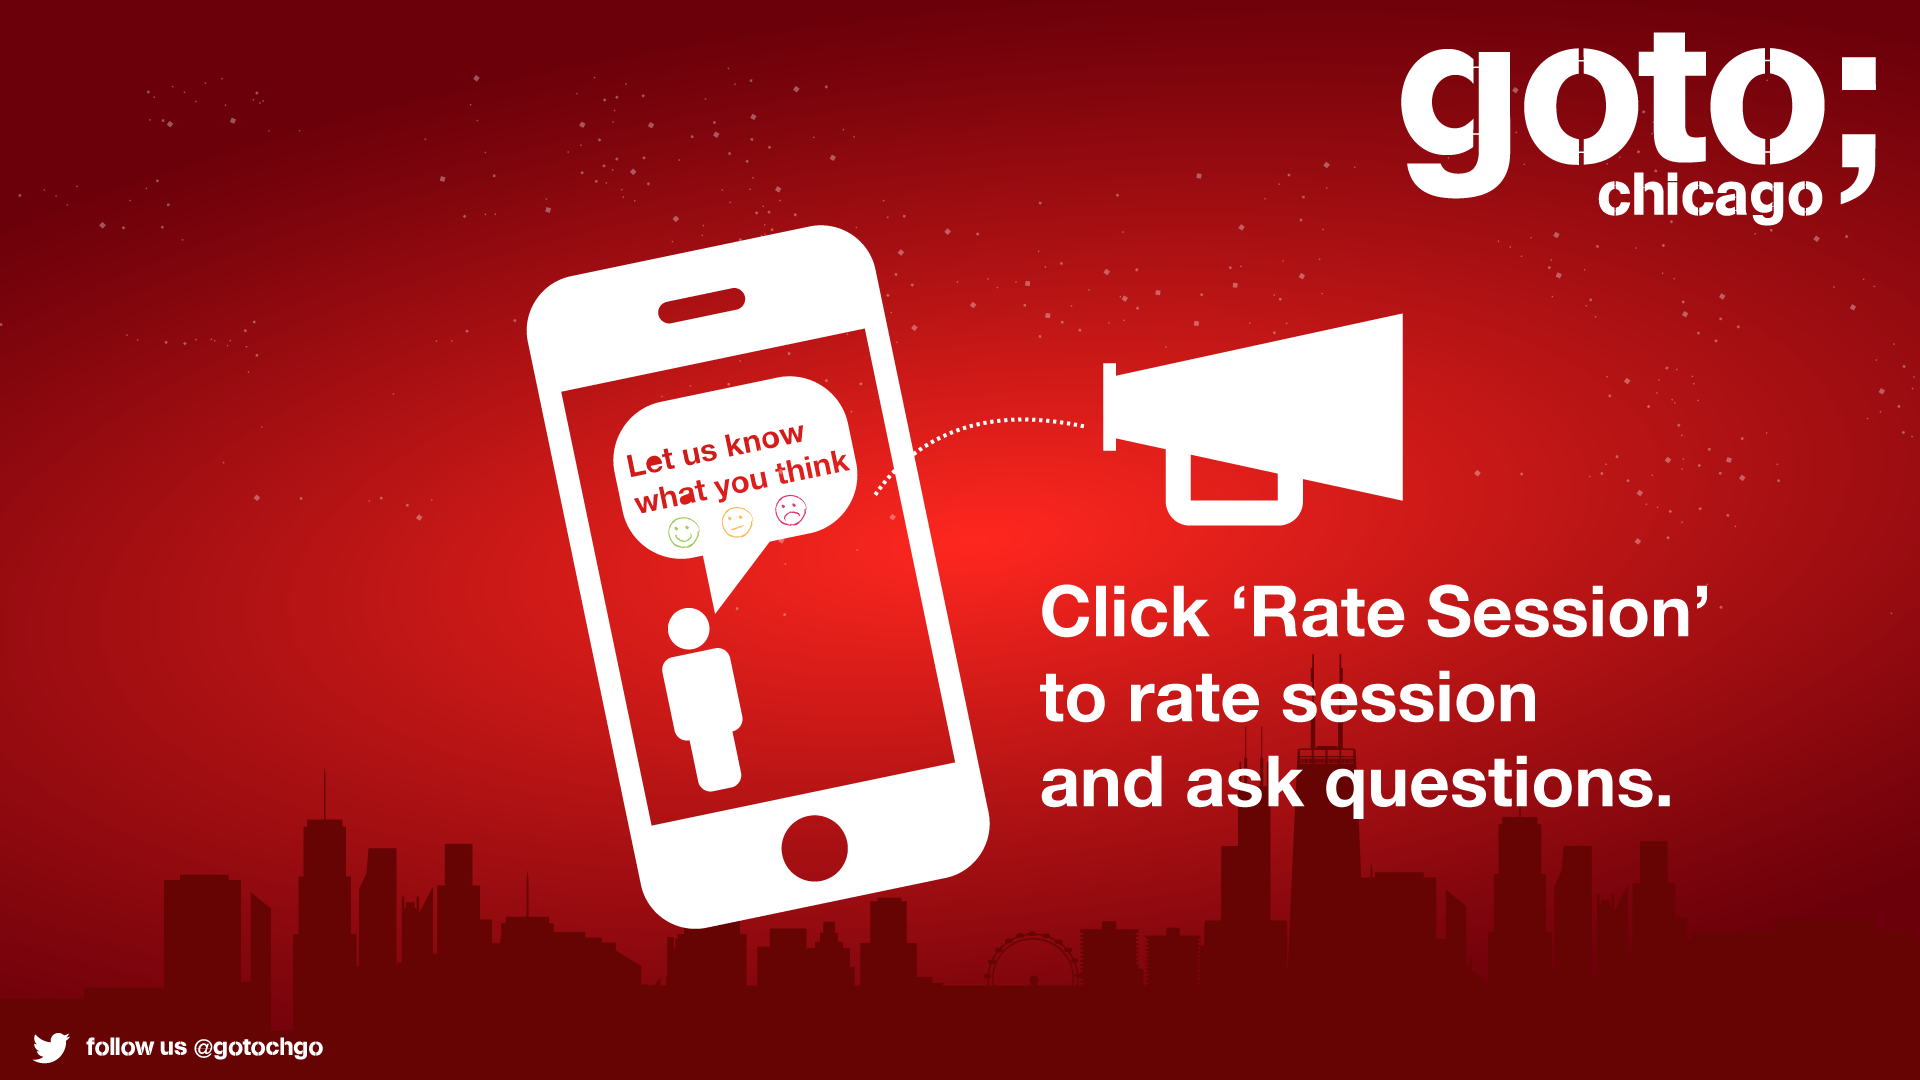 goto;
chicago
Let us know
what you think
Click ‘Rate Session’
to rate session
and ask questions.
follow us @gotochgo